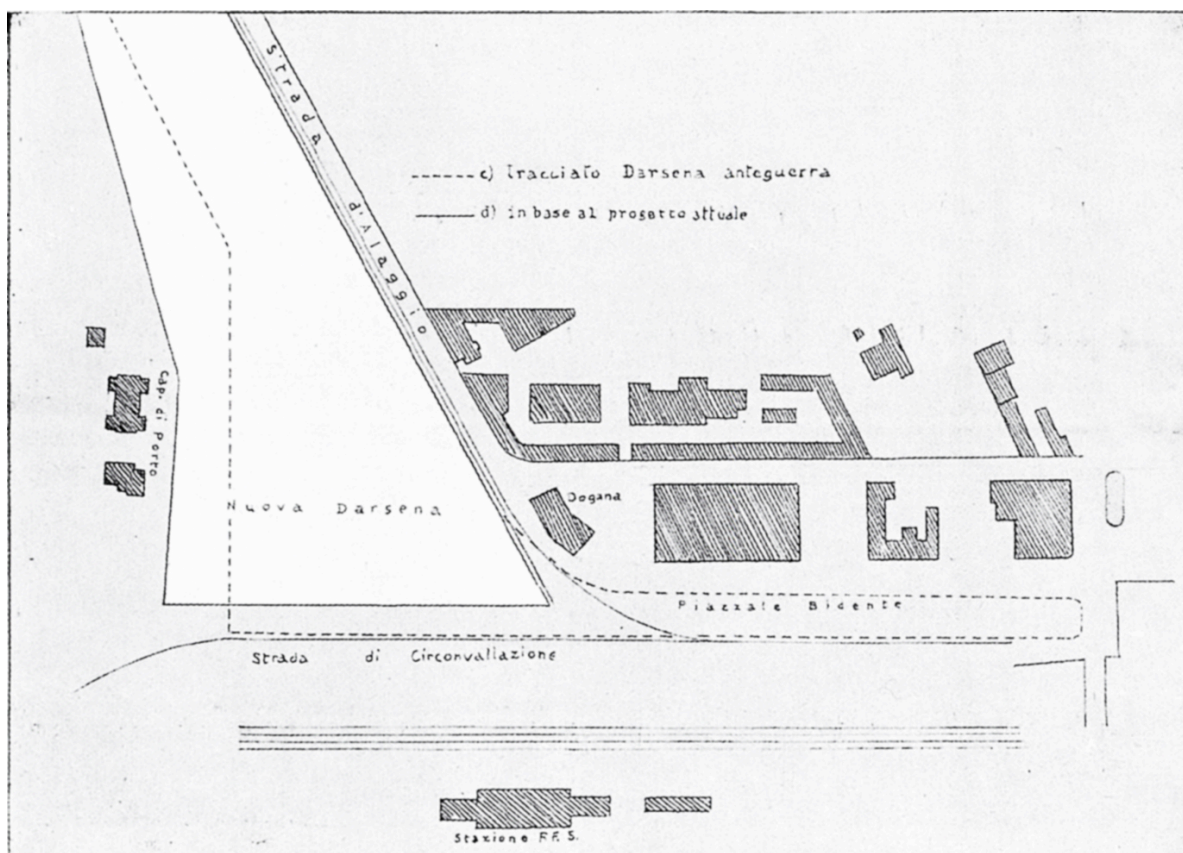 Strada d'Alaggio
c) Tracciato Darsena anteguerra
d) in base al progetto attuale
Cap. di Porto
Nuova Darsena
Dogana
Piazzale Bidente
Strada di Circonvallazione
Stazione F.F.S.